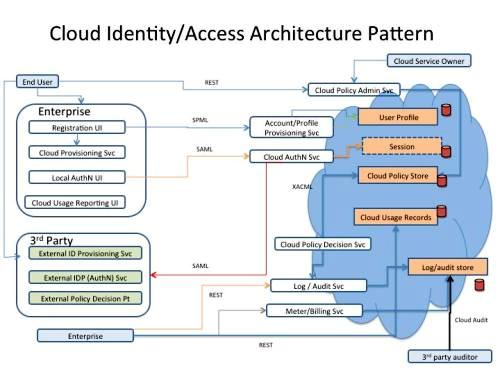 Cloud Identity/Access Architecture Pattern
Cloud Service Owner
End User
REST
Cloud Policy Admin Svc
Enterprise
Registration UI
SPML
Account/Profile
Provisioning Svc
User Profile
Cloud Provisioning Svc
SAML
Cloud AuthN Svc
Session
Local AuthN UI
XACML
Cloud Policy Store
Cloud Usage Reporting UI
Cloud Usage Records
3rd Party
External ID Provisioning Svc
Cloud Policy Decision Svc
SAML
Log/audit store
External IDP (AuthN) Svc
Log / Audit Svc
External Policy Decision Pt
REST
Meter/Billing Svc
Cloud Audit
Enterprise
REST
3rd party auditor